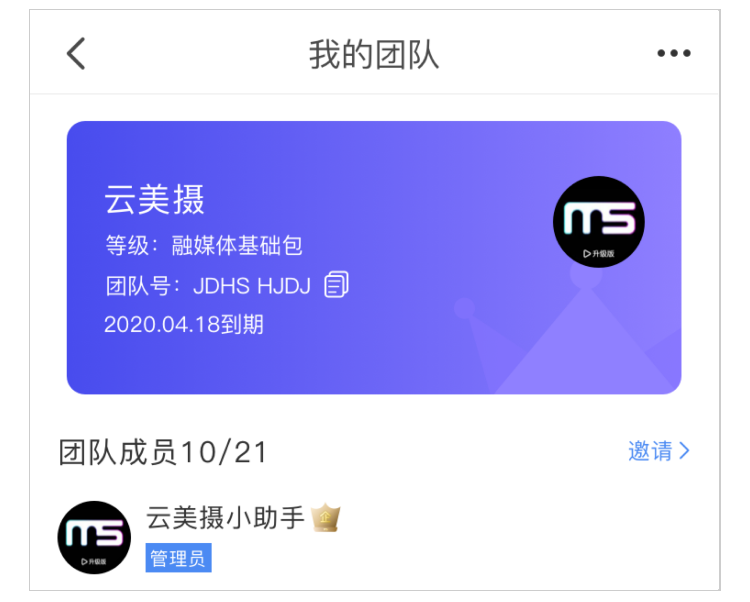 我的团队
云美摄
等级：融媒体基础包
团队号：JDHS HJDJ
2020.04.18到期
ms
升级版
团队成员10/21
邀请
云美摄小助手
企
管理员
ms
升级版